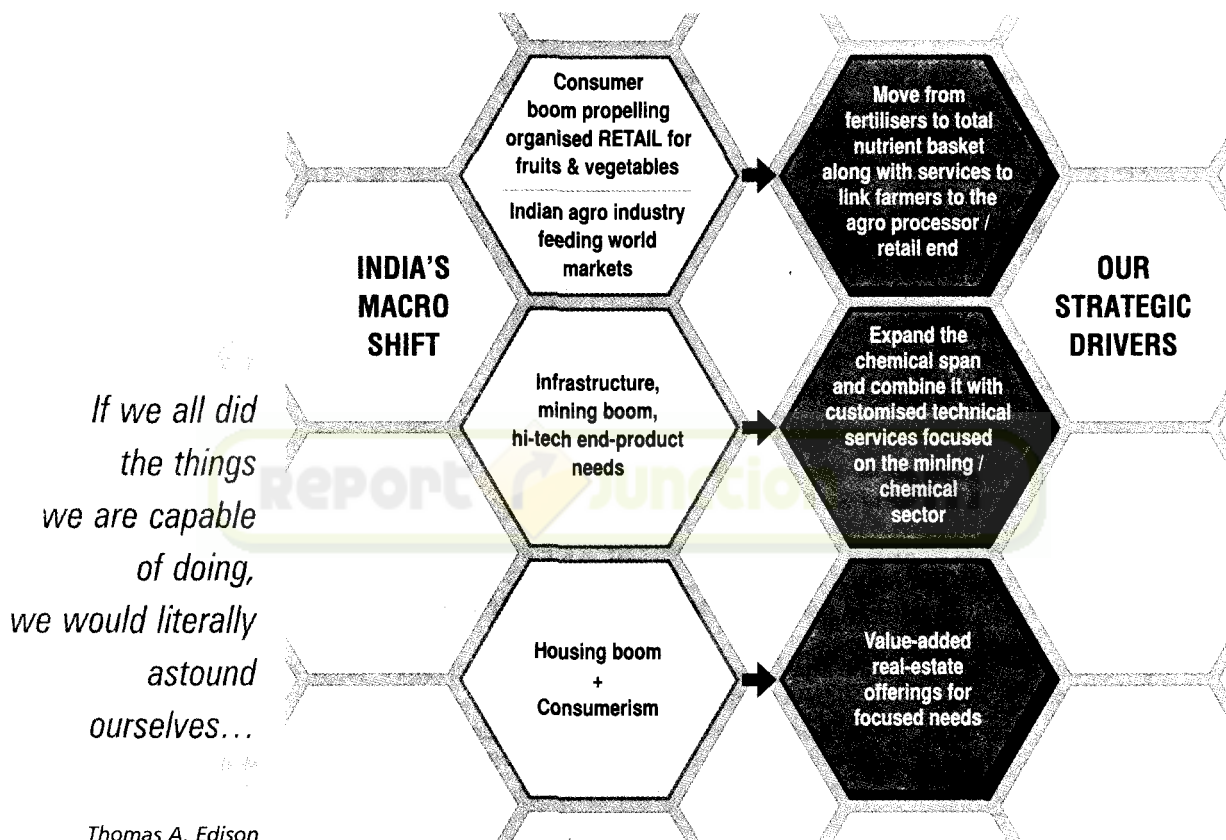 INDIA'S
MACRO
SHIFT
Consumer
boom propelling
organised RETAIL for
fruits & vegetables
Indian agro industry
feeding world
markets
Move from
fertilisers to total
nutrient basket
along with services to
link farmers to the
agro processor /
retail end
OUR
STRATEGIC
DRIVERS
Infrastructure,
mining boom,
hi-tech end-product
needs
Expand the
chemical span
and combine it with
customised technical
services focused
on the mining /
chemical
sector
Housing boom
+
Consumerism
Value-added
real-estate
offerings for
focused needs
If we all did
the things
we are capable
of doing,
we would literally
astound
ourselves...
Thomas A. Edison
Report Junction